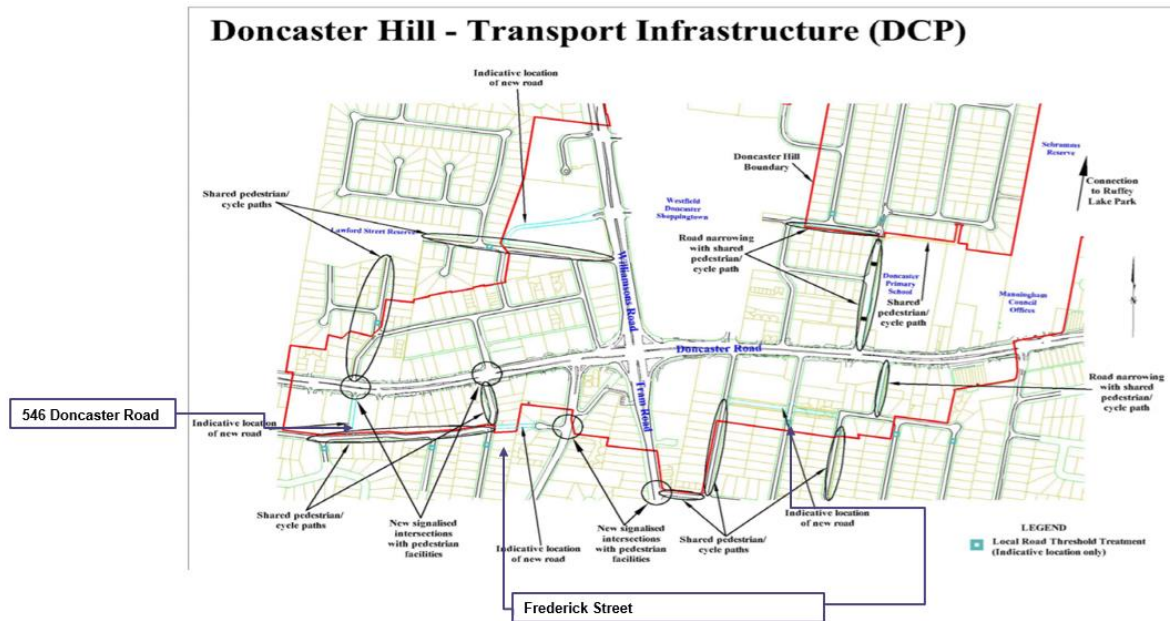 Doncaster Hill - Transport Infrastructure (DCP)
Indicative location
of new road
Doncaster Hill
Boundary
Schramms
Reserve
Connection
to Ruffey
Lake Park
Shared pedestrian/
cycle paths
Lawford Street Reserve
Westfield
Doncaster
Shoppingtown
Road narrowing
with shared
pedestrian/
cycle path
Williamsons Road
Doncaster
Primary
School
Shared
pedestrian/
cycle path
Manningham
Council
Offices
N
Doncaster Road
Tram Road
Road narrowing
with shared
pedestrian/
cycle path
546 Doncaster Road
Indicative location
of new road
Shared pedestrian/
cycle paths
New signalised
intersections
with pedestrian
facilities
Indicative location
of new road
New signalised
intersections
with pedestrian
facilities
Shared pedestrian/
cycle paths
Indicative location
of new road
LEGEND
Local Road Threshold Treatment
(Indicative location only)
Frederick Street